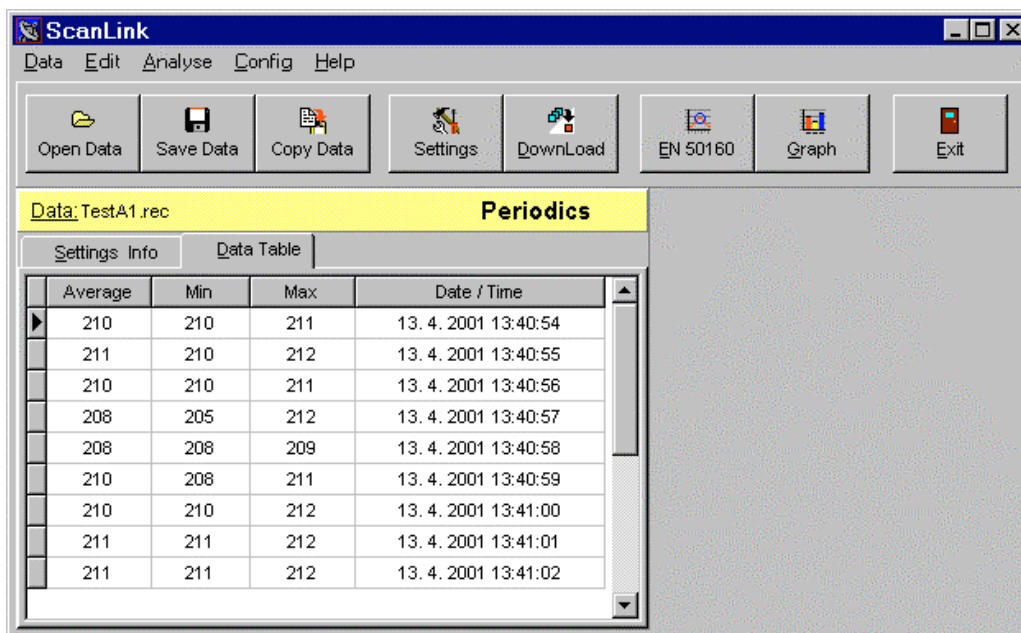 ScanLink
Data Edit Analyse Config Help
Open Data Save Data Copy Data Settings DownLoad EN 50160 Graph Exit
Data: TestA1.rec Periodics
Settings Info Data Table
Average Min Max Date / Time
210 210 211 13. 4. 2001 13:40:54
211 210 212 13. 4. 2001 13:40:55
210 210 211 13. 4. 2001 13:40:56
208 205 212 13. 4. 2001 13:40:57
208 208 209 13. 4. 2001 13:40:58
210 208 211 13. 4. 2001 13:40:59
210 210 212 13. 4. 2001 13:41:00
211 211 212 13. 4. 2001 13:41:01
211 211 212 13. 4. 2001 13:41:02